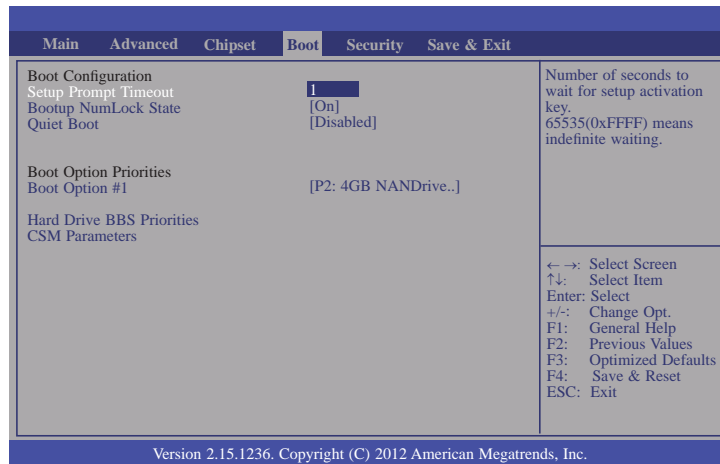 Main Advanced Chipset Boot Security Save & Exit
Boot Configuration
Setup Prompt Timeout 1
Bootup NumLock State [On]
Quiet Boot [Disabled]
Boot Option Priorities
Boot Option #1 [P2: 4GB NANDrive..]
Hard Drive BBS Priorities
CSM Parameters
Number of seconds to
wait for setup activation
key.
65535(0xFFFF) means
indefinite waiting.
← →: Select Screen
↑↓: Select Item
Enter: Select
+/-: Change Opt.
F1: General Help
F2: Previous Values
F3: Optimized Defaults
F4: Save & Reset
ESC: Exit
Version 2.15.1236. Copyright (C) 2012 American Megatrends, Inc.